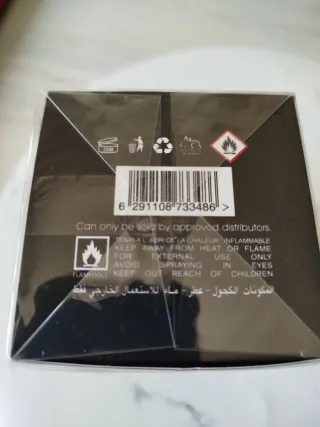 6 291108 733486 >
Can only be sold by approved distributors.
TENIR A L'ABRI DE LA CHALEUR. INFLAMMABLE
KEEP AWAY FROM HEAT OR FLAME
FOR EXTERNAL USE ONLY
AVOID SPRAYING IN EYES
KEEP OUT REACH OF CHILDREN
FLAMMABLE
المكونات الكحول - عطر - ماء للاستعمال الخارجي فقط